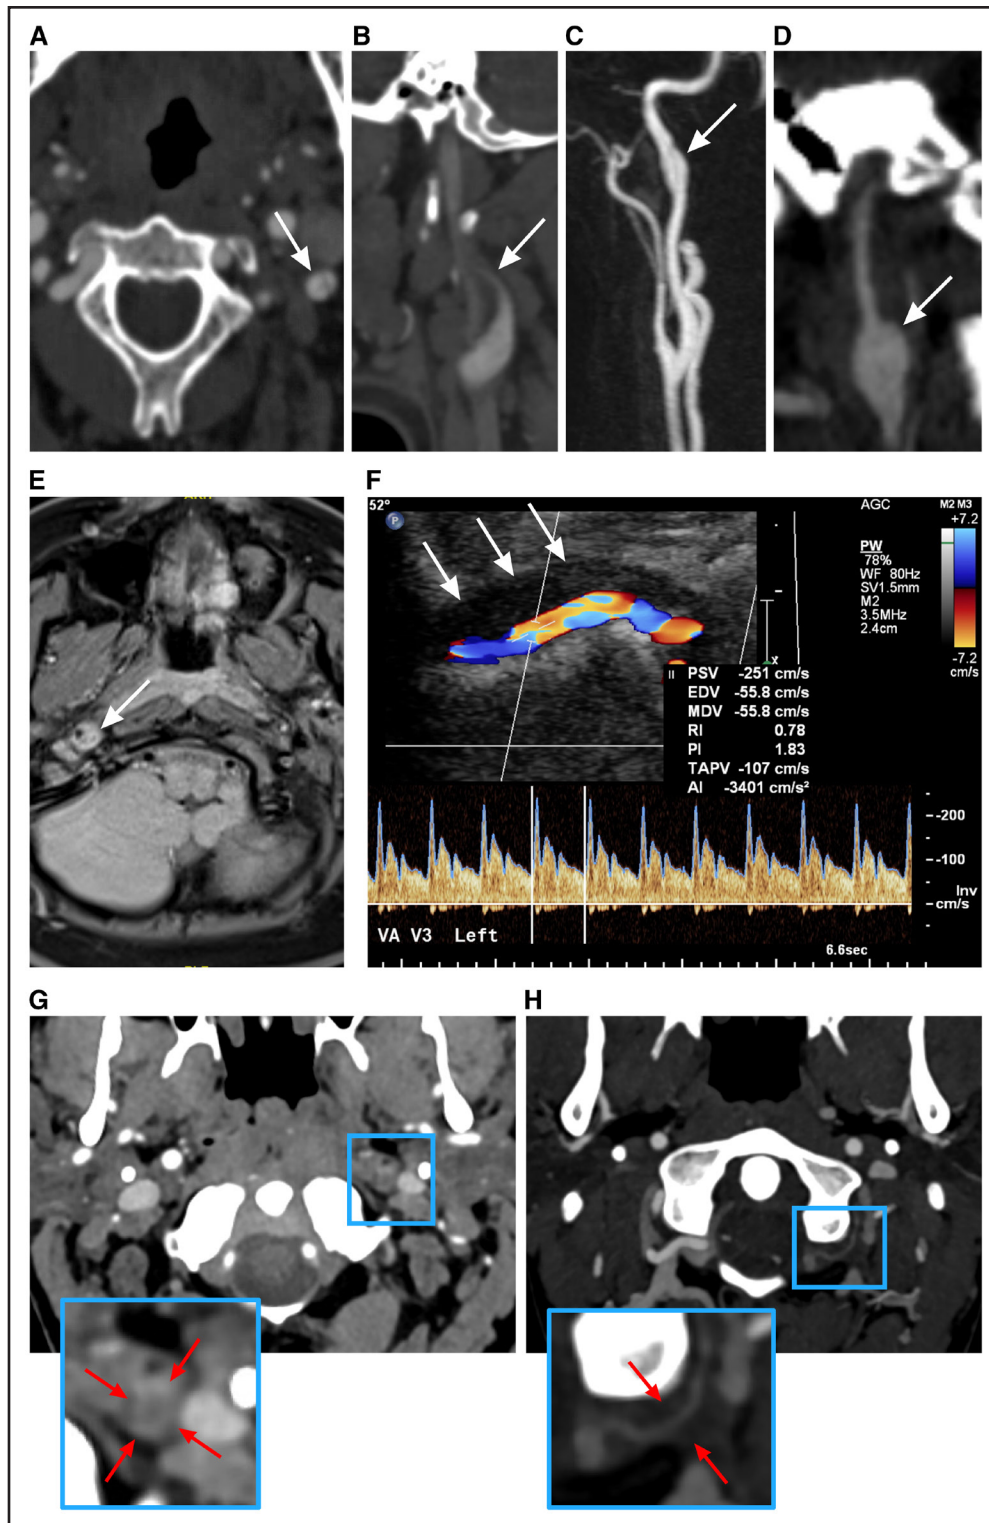 A
B
C
D
E
F
52°
P
AGC
M2 M3
+7.2
PW
78%
WF 80Hz
SV1.5mm
M2
3.5MHz
2.4cm
-7.2
cm/s
x
II PSV -251 cm/s
EDV -55.8 cm/s
MDV -55.8 cm/s
RI 0.78
PI 1.83
TAPV -107 cm/s
AI -3401 cm/s²
-200
-100
Inv
cm/s
VA V3 Left
6.6sec
G
H